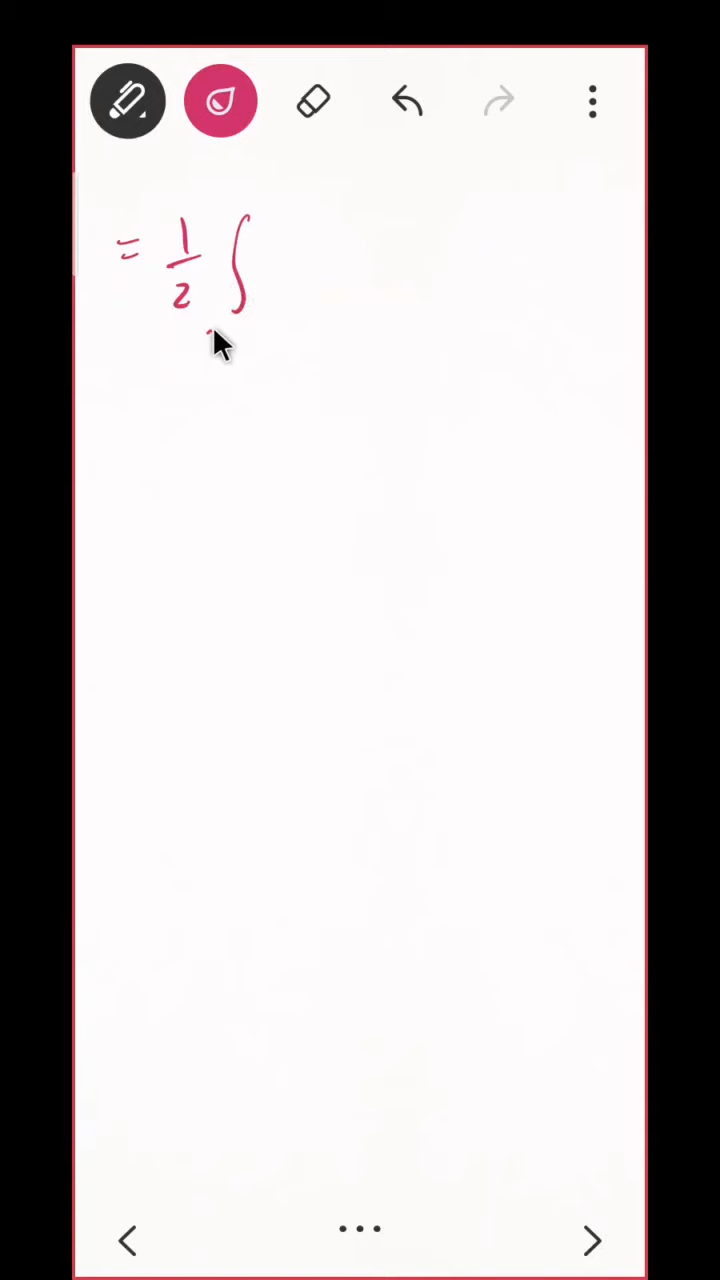 = 1/2 ∫